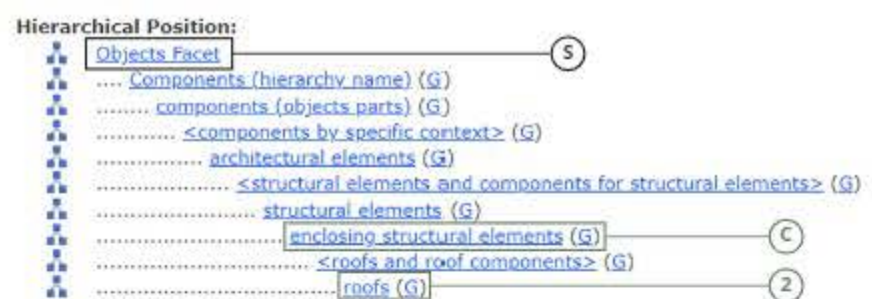 Hierarchical Position:
Objects Facet S
.... Components (hierarchy name) (G)
........ components (objects parts) (G)
............ <components by specific context> (G)
................ architectural elements (G)
.................... <structural elements and components for structural elements> (G)
........................ structural elements (G)
............................ enclosing structural elements (G) C
................................ <roofs and roof components> (G)
.................................... roofs (G) 2